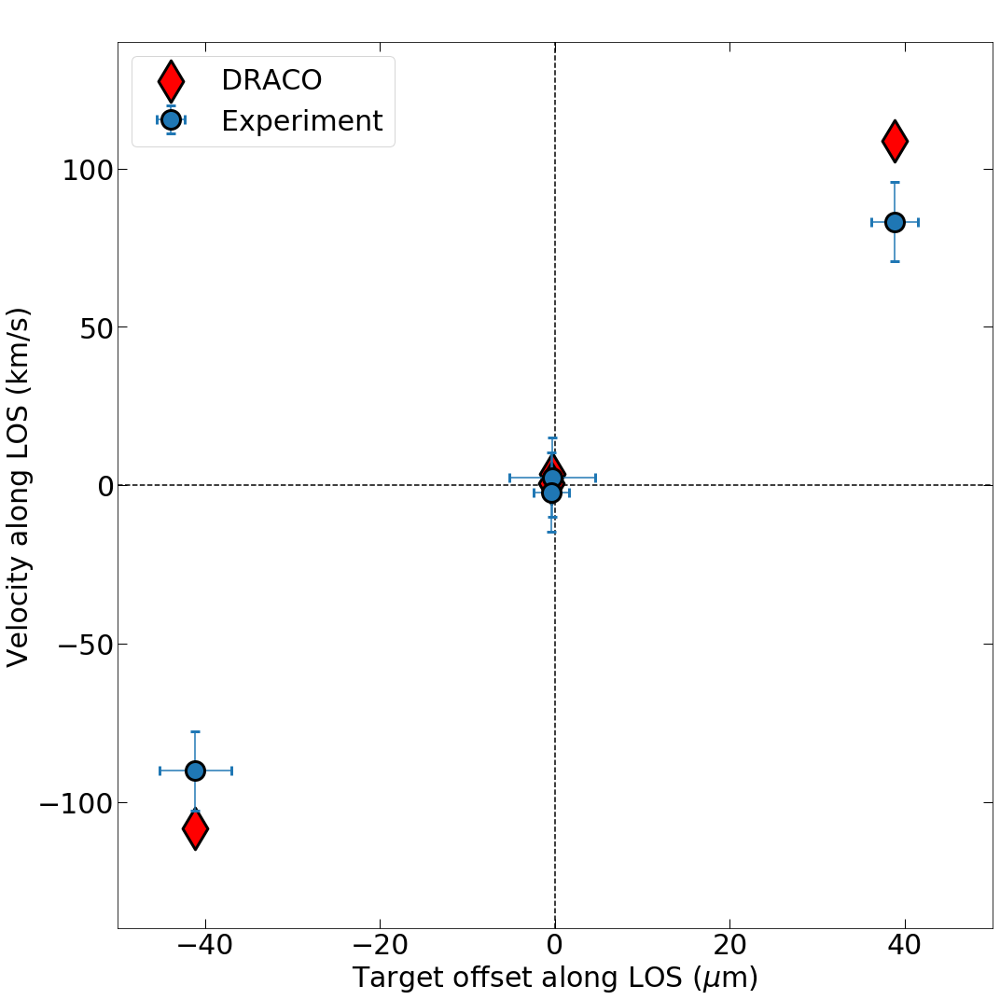 DRACO
Experiment
100
50
0
−50
−100
−40
−20
0
20
40
Velocity along LOS (km/s)
Target offset along LOS (μm)